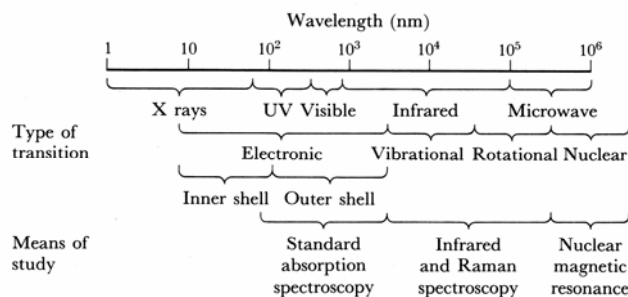 Wavelength (nm)
1 10 10² 10³ 10⁴ 10⁵ 10⁶
X rays UV Visible Infrared Microwave
Type of
transition
Electronic Vibrational Rotational Nuclear
Inner shell Outer shell
Means of
study
Standard
absorption
spectroscopy
Infrared
and Raman
spectroscopy
Nuclear
magnetic
resonance